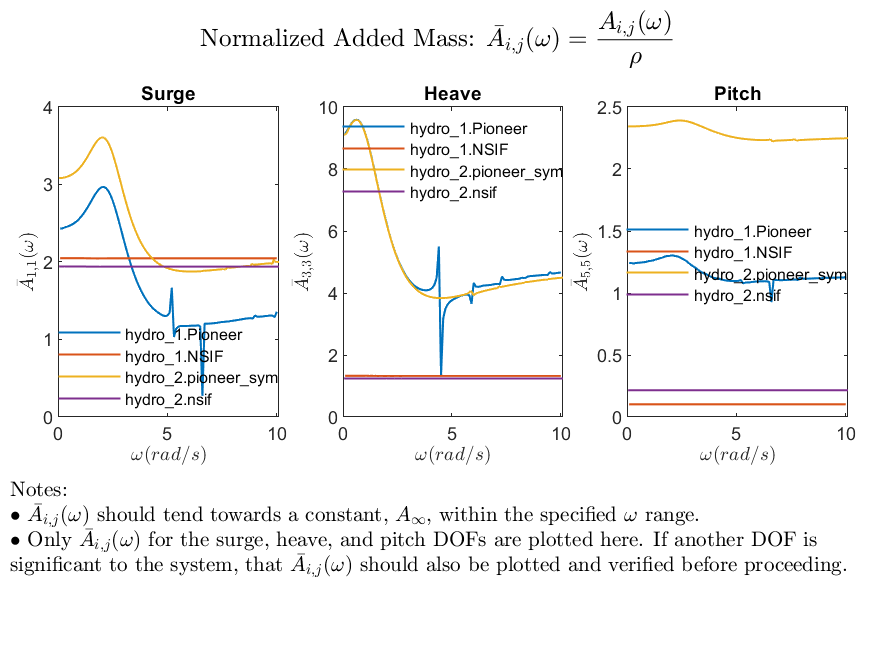 Normalized Added Mass: Ā_{i,j}(ω) = A_{i,j}(ω) / ρ
Surge
4
3
2
1
0
0
5
10
Ā_{1,1}(ω)
ω(rad/s)
hydro_1.Pioneer
hydro_1.NSIF
hydro_2.pioneer_sym
hydro_2.nsif
Heave
10
8
6
4
2
0
0
5
10
Ā_{3,3}(ω)
ω(rad/s)
hydro_1.Pioneer
hydro_1.NSIF
hydro_2.pioneer_sym
hydro_2.nsif
Pitch
2.5
2
1.5
1
0.5
0
0
5
10
Ā_{5,5}(ω)
ω(rad/s)
hydro_1.Pioneer
hydro_1.NSIF
hydro_2.pioneer_sym
hydro_2.nsif
Notes:
• Ā_{i,j}(ω) should tend towards a constant, A_∞, within the specified ω range.
• Only Ā_{i,j}(ω) for the surge, heave, and pitch DOFs are plotted here. If another DOF is
significant to the system, that Ā_{i,j}(ω) should also be plotted and verified before proceeding.